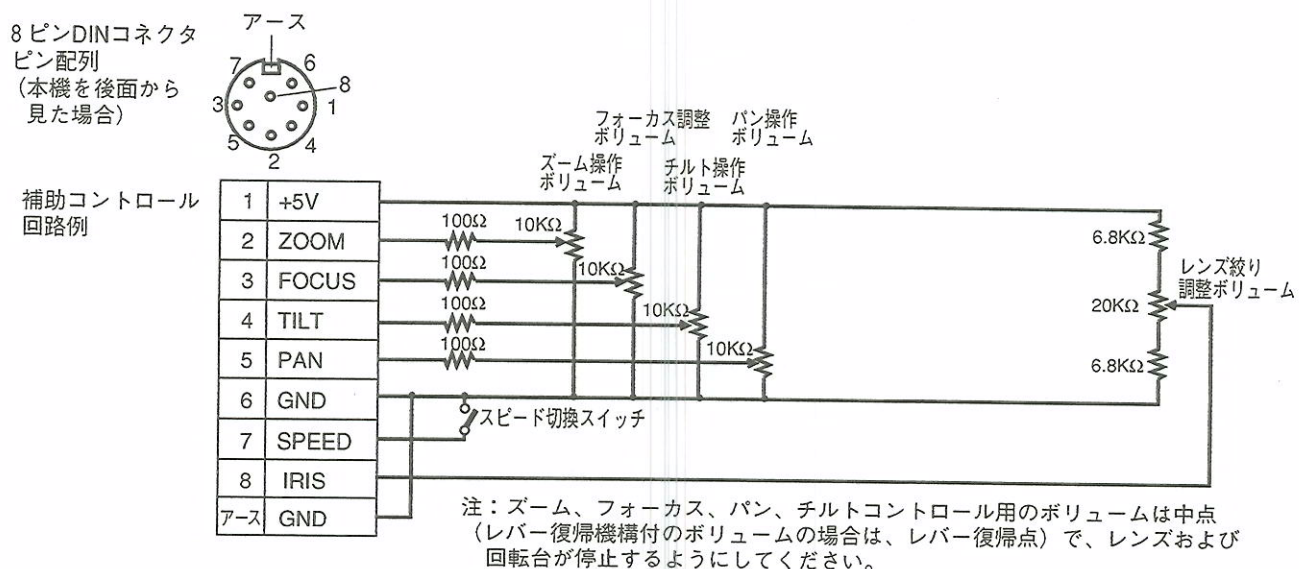 8ピンDINコネクタ
ピン配列
(本機を後面から
見た場合)
アース
7
6
8
3
1
5
4
2
補助コントロール
回路例
1 +5V
2 ZOOM
3 FOCUS
4 TILT
5 PAN
6 GND
7 SPEED
8 IRIS
アース GND
フォーカス調整
ボリューム
パン操作
ボリューム
ズーム操作
ボリューム
チルト操作
ボリューム
100Ω
10KΩ
100Ω
10KΩ
100Ω
10KΩ
100Ω
10KΩ
6.8KΩ
20KΩ
6.8KΩ
レンズ絞り
調整ボリューム
スピード切換スイッチ
注:ズーム、フォーカス、パン、チルトコントロール用のボリュームは中点
(レバー復帰機構付のボリュームの場合は、レバー復帰点)で、レンズおよび
回転台が停止するようにしてください。